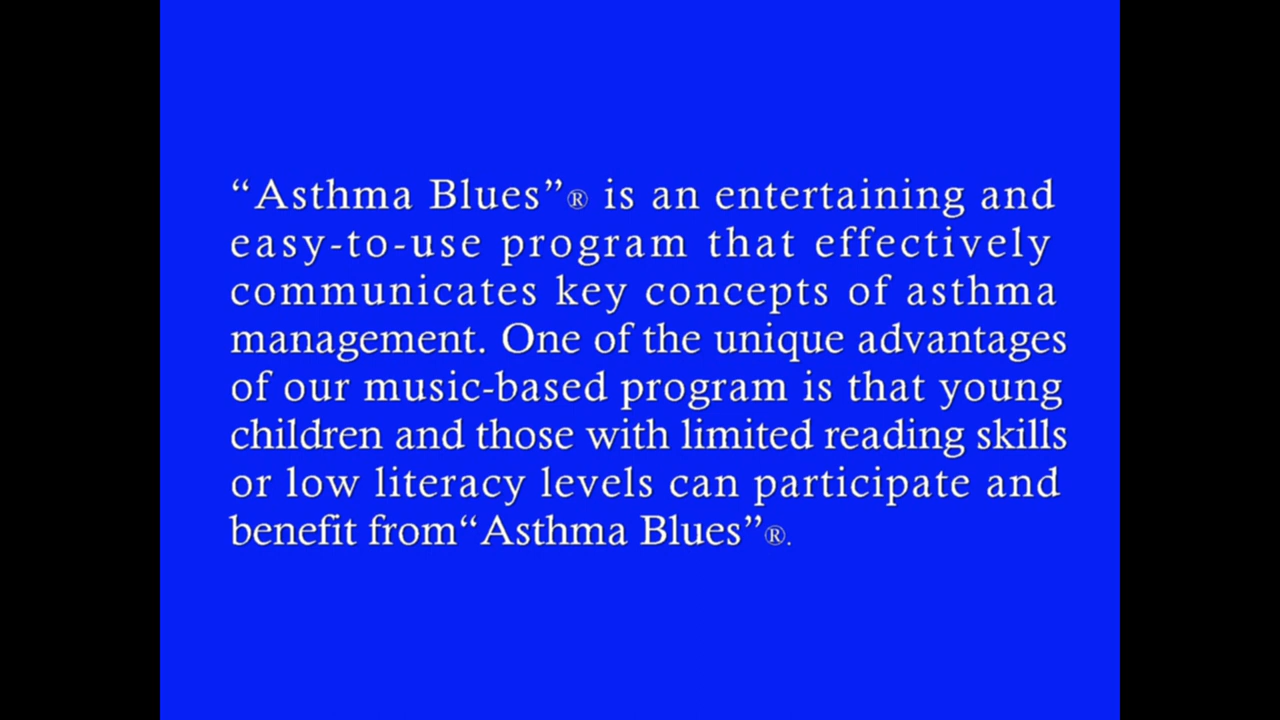 “Asthma Blues”® is an entertaining and
easy-to-use program that effectively
communicates key concepts of asthma
management. One of the unique advantages
of our music-based program is that young
children and those with limited reading skills
or low literacy levels can participate and
benefit from“Asthma Blues”®.